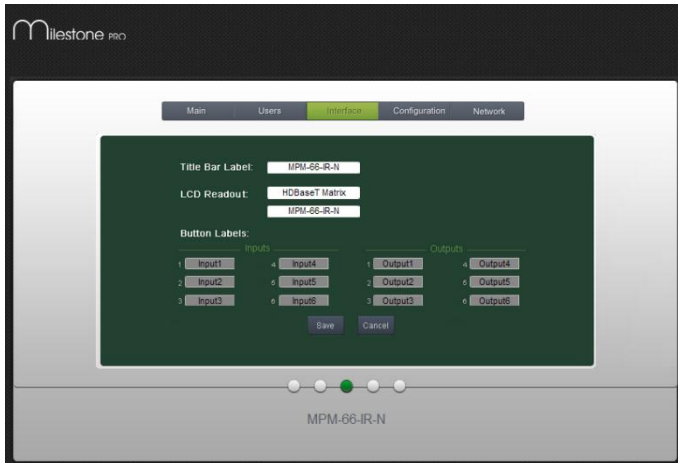 Milestone PRO
Main Users Interface Configuration Network
Title Bar Label: MPM-66-IR-N
LCD Readout: HDBaseT Matrix
MPM-66-IR-N
Button Labels:
Inputs Outputs
1 Input1 4 Input4 1 Output1 4 Output4
2 Input2 5 Input5 2 Output2 5 Output5
3 Input3 6 Input6 3 Output3 6 Output6
Save Cancel
MPM-66-IR-N